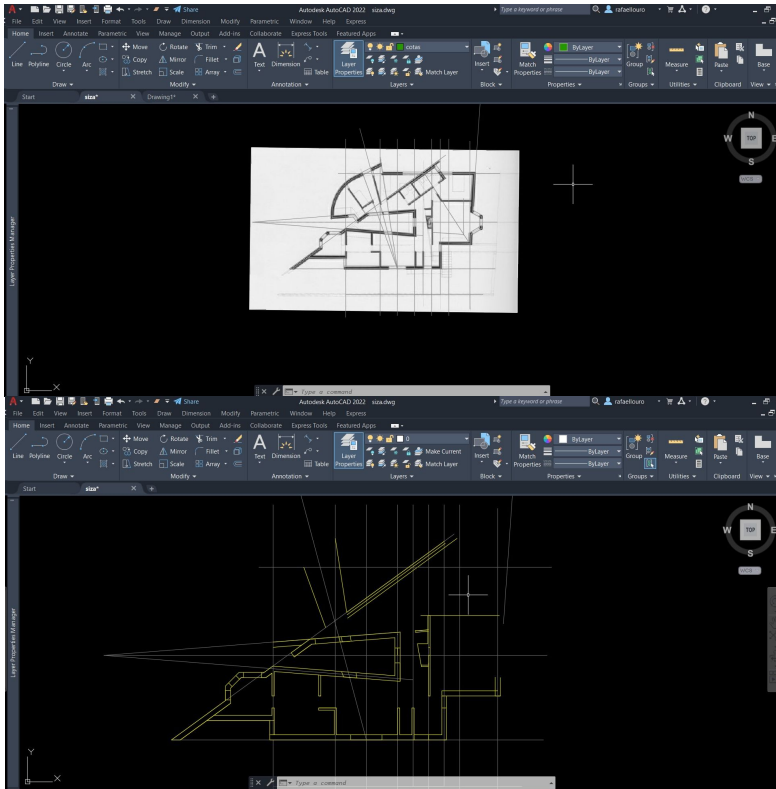 Share Autodesk AutoCAD 2022 siza.dwg Type a keyword or phrase rafaellouro
File Edit View Insert Format Tools Draw Dimension Modify Parametric Window Help Express
Home Insert Annotate Parametric View Manage Output Add-ins Collaborate Express Tools Featured Apps
Line Polyline Circle Arc Move Rotate Trim Copy Mirror Fillet Stretch Scale Array Text Dimension Table Layer Properties cotas Match Layer Insert Match Properties ByLayer ByLayer ByLayer Group Measure Paste Base
Draw Modify Annotation Layers Block Properties Groups Utilities Clipboard View
Start siza* Drawing1*
N
W TOP E
S
Layer Properties Manager
Y
X
Type a command
Share Autodesk AutoCAD 2022 siza.dwg Type a keyword or phrase rafaellouro
File Edit View Insert Format Tools Draw Dimension Modify Parametric Window Help Express
Home Insert Annotate Parametric View Manage Output Add-ins Collaborate Express Tools Featured Apps
Line Polyline Circle Arc Move Rotate Trim Copy Mirror Fillet Stretch Scale Array Text Dimension Table Layer Properties 0 Make Current Match Layer Insert Match Properties ByLayer ByLayer ByLayer Group Measure Paste Base
Draw Modify Annotation Layers Block Properties Groups Utilities Clipboard View
Start siza*
N
W TOP E
S
Layer Properties Manager
Y
X
Type a command